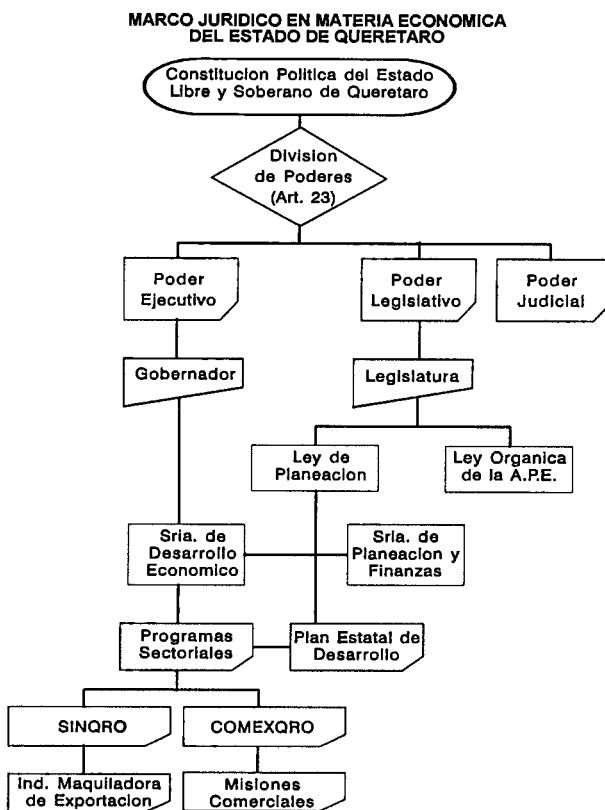 MARCO JURIDICO EN MATERIA ECONOMICA
DEL ESTADO DE QUERETARO
Constitucion Politica del Estado
Libre y Soberano de Queretaro
Division
de Poderes
(Art. 23)
Poder
Ejecutivo
Poder
Legislativo
Poder
Judicial
Gobernador
Legislatura
Ley de
Planeacion
Ley Organica
de la A.P.E.
Sria. de
Desarrollo
Economico
Sria. de
Planeacion y
Finanzas
Programas
Sectoriales
Plan Estatal de
Desarrollo
SINQRO
COMEXQRO
Ind. Maquiladora
de Exportacion
Misiones
Comerciales